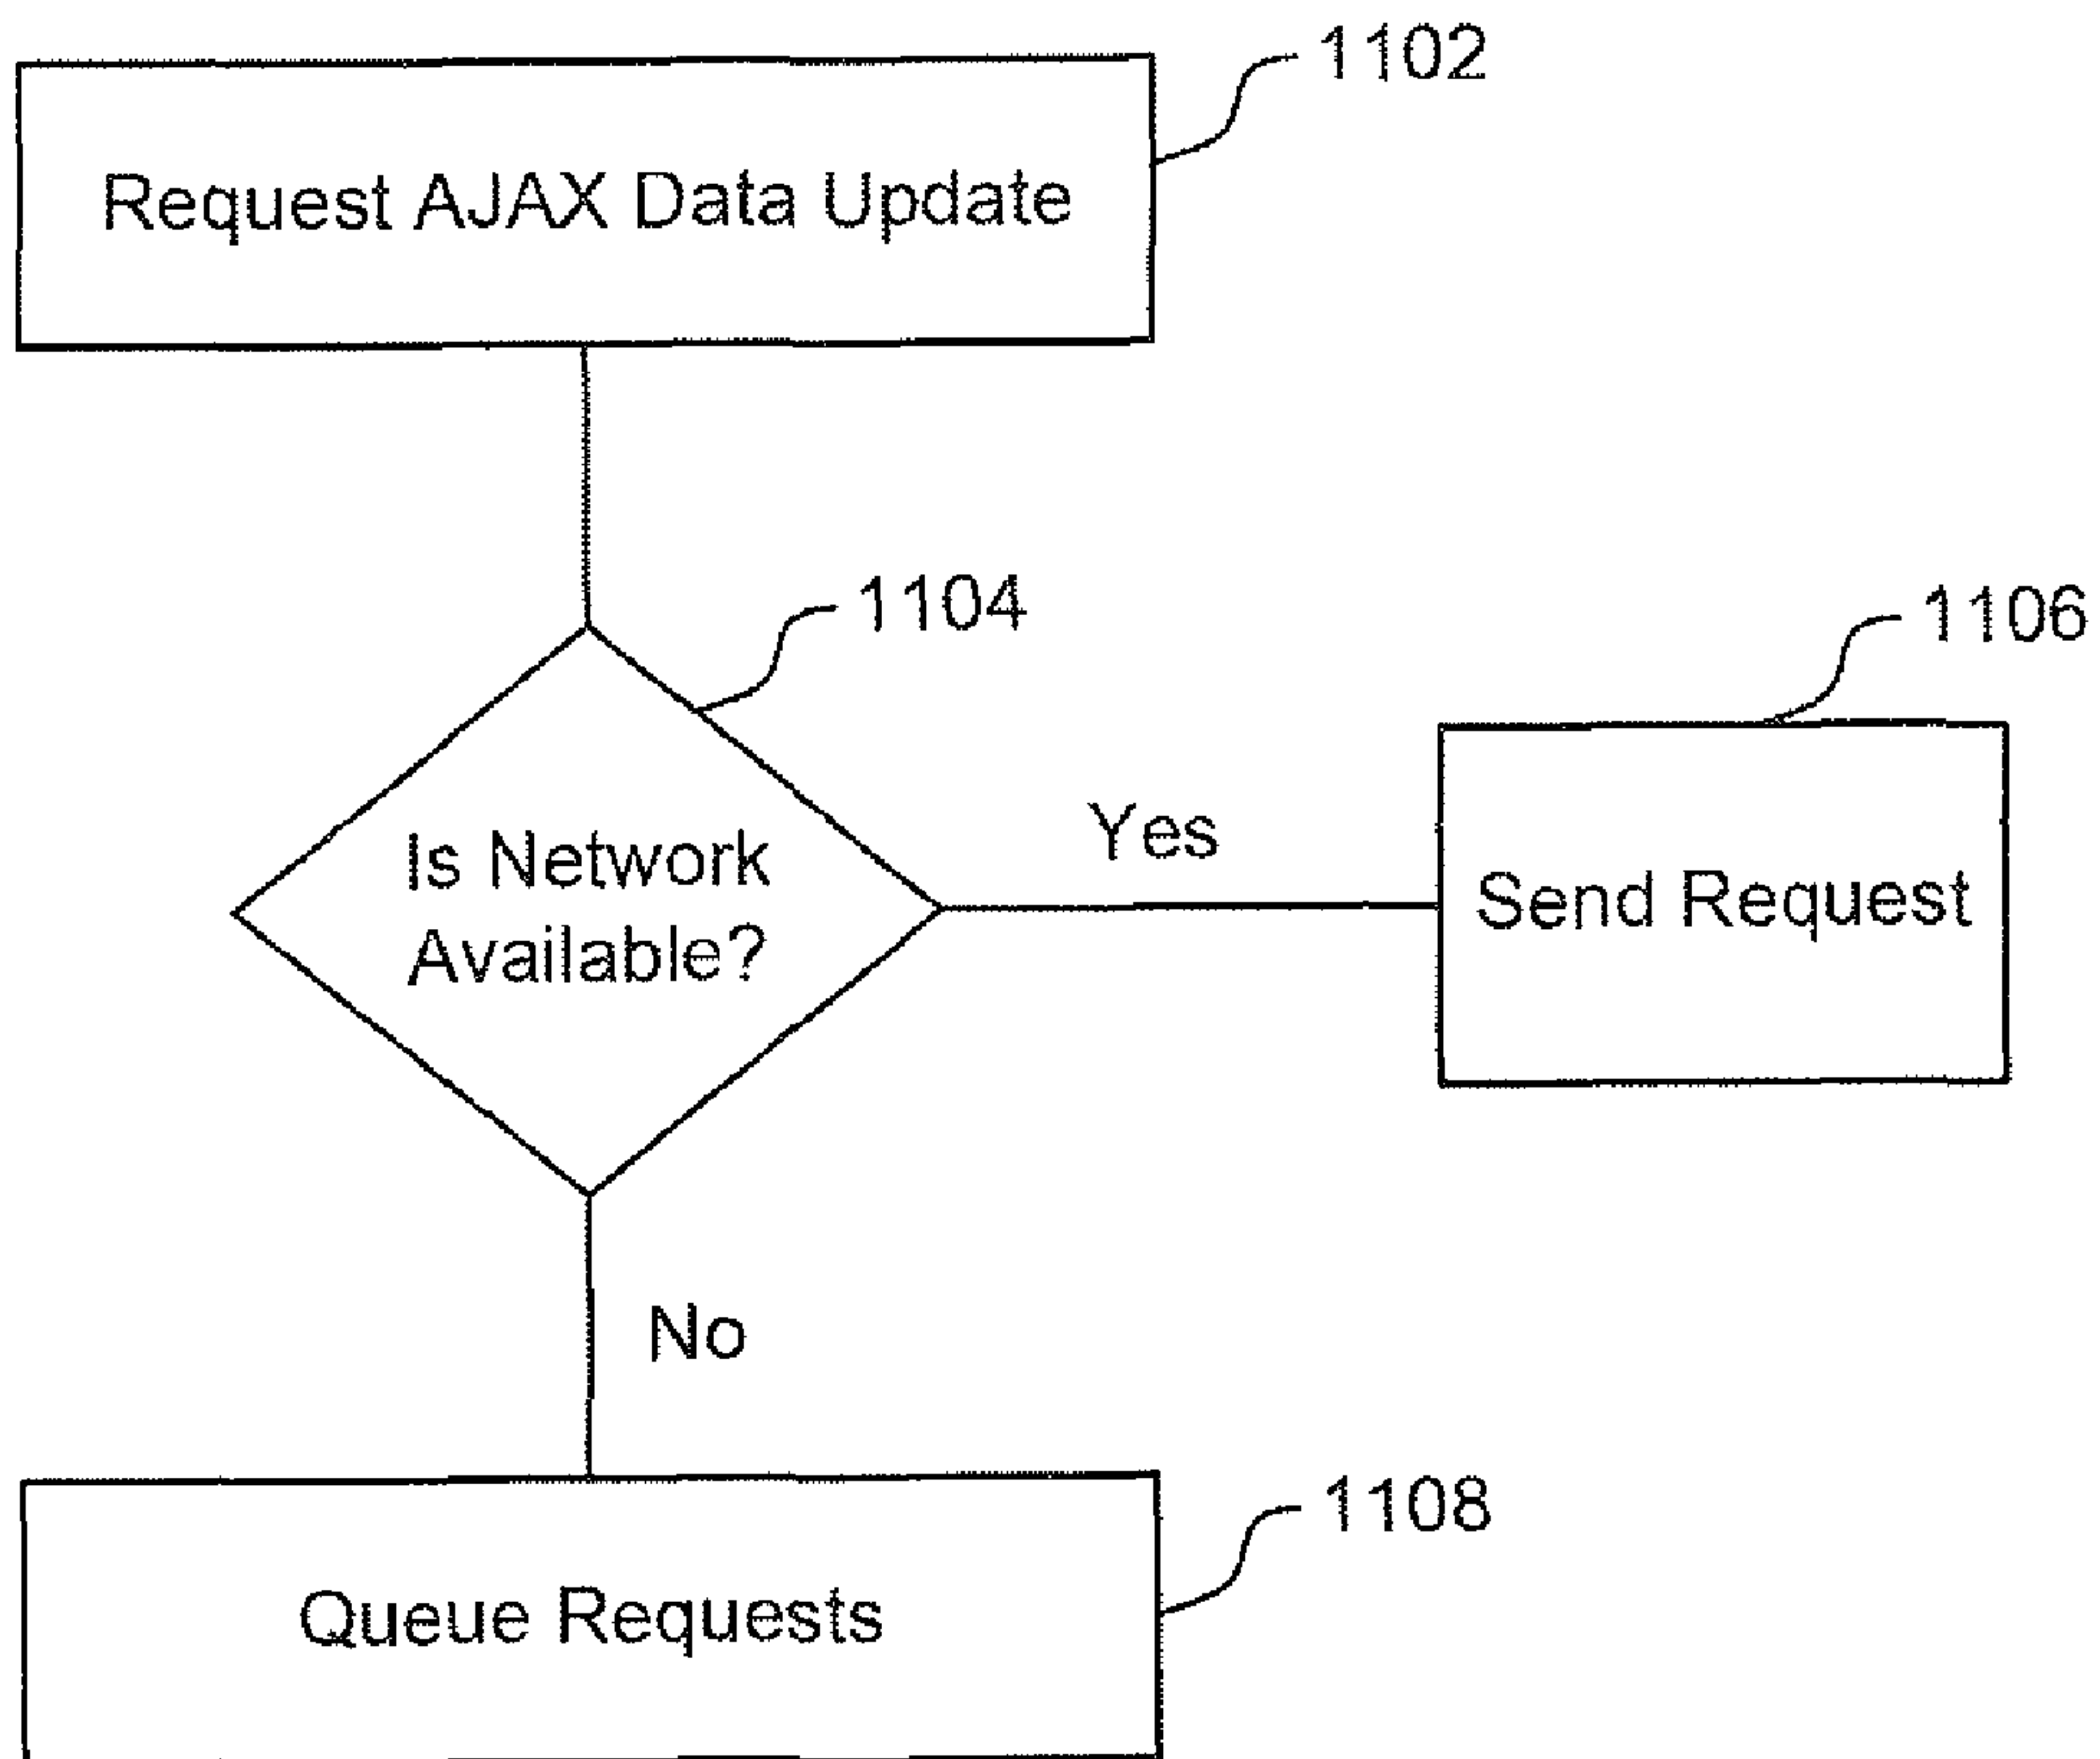 1102
Request AJAX Data Update
1104
1106
Is Network
Available?
Yes
Send Request
No
1108
Queue Requests